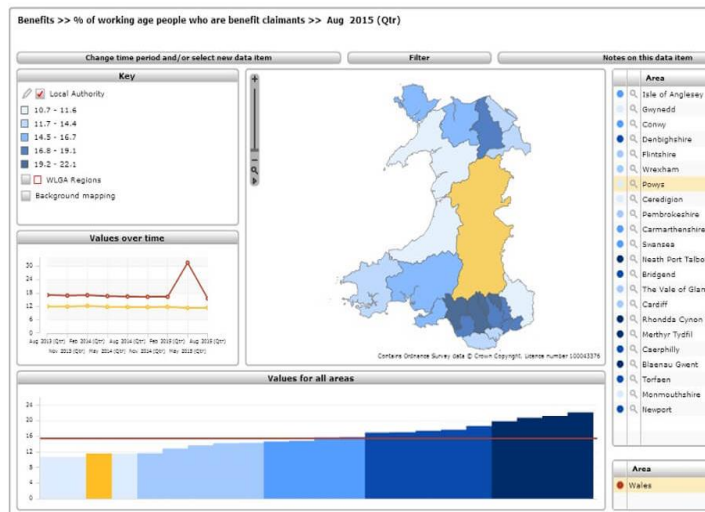 Benefits >> % of working age people who are benefit claimants >> Aug 2015 (Qtr)
Change time period and/or select new data item
Filter
Notes on this data item
Key
Local Authority
10.7 - 11.6
11.7 - 14.4
14.5 - 16.7
16.8 - 19.1
19.2 - 22.1
WLGA Regions
Background mapping
Values over time
30
24
18
12
6
0
Aug 2013 (Qtr) Feb 2014 (Qtr) Aug 2014 (Qtr) Feb 2015 (Qtr) Aug 2015 (Qtr)
Nov 2013 (Qtr) May 2014 (Qtr) Nov 2014 (Qtr) May 2015 (Qtr)
Contains Ordnance Survey data © Crown Copyright. Licence number 100043376
Area
Isle of Anglesey
Gwynedd
Conwy
Denbighshire
Flintshire
Wrexham
Powys
Ceredigion
Pembrokeshire
Carmarthenshire
Swansea
Neath Port Talbo
Bridgend
The Vale of Glan
Cardiff
Rhondda Cynon
Merthyr Tydfil
Caerphilly
Blaenau Gwent
Torfaen
Monmouthshire
Newport
Values for all areas
24
20
16
12
8
4
0
Area
Wales